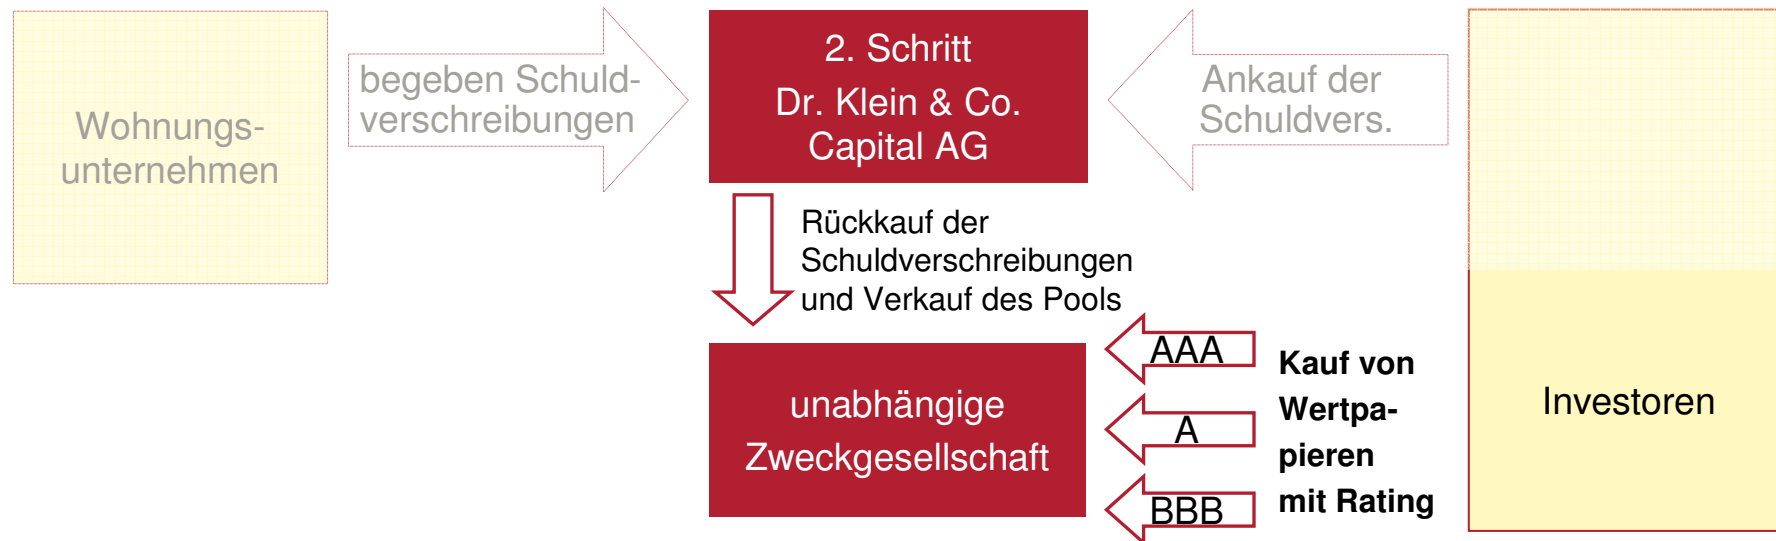 Wohnungs-
unternehmen
begeben Schuld-
verschreibungen
2. Schritt
Dr. Klein & Co.
Capital AG
Ankauf der
Schuldvers.
Rückkauf der
Schuldverschreibungen
und Verkauf des Pools
unabhängige
Zweckgesellschaft
AAA
A
BBB
Kauf von
Wertpa-
pieren
mit Rating
Investoren